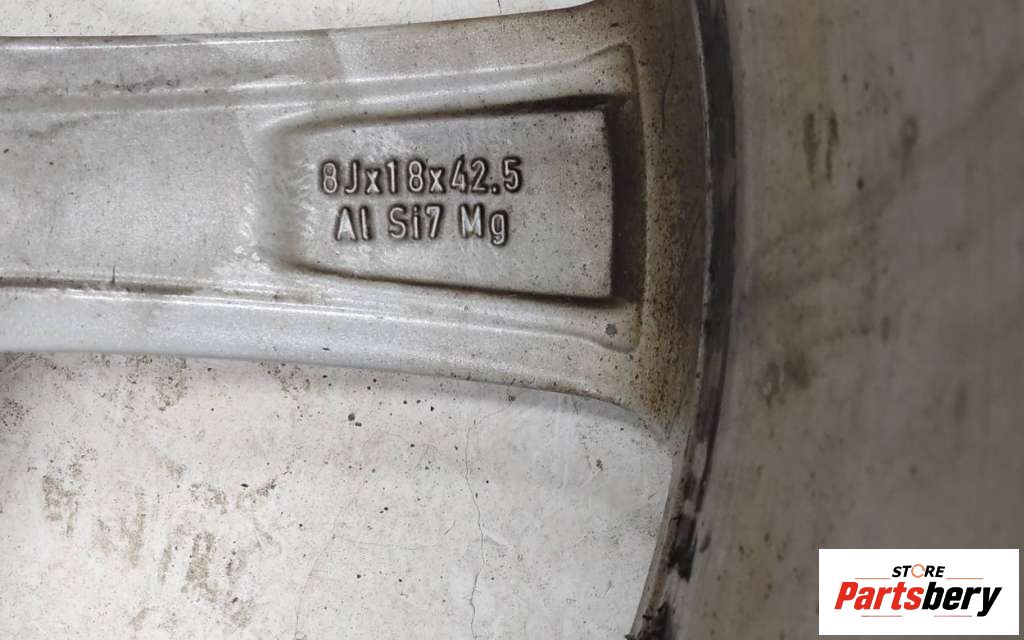 8Jx18x42.5
Al Si7 Mg
STORE
Partsbery